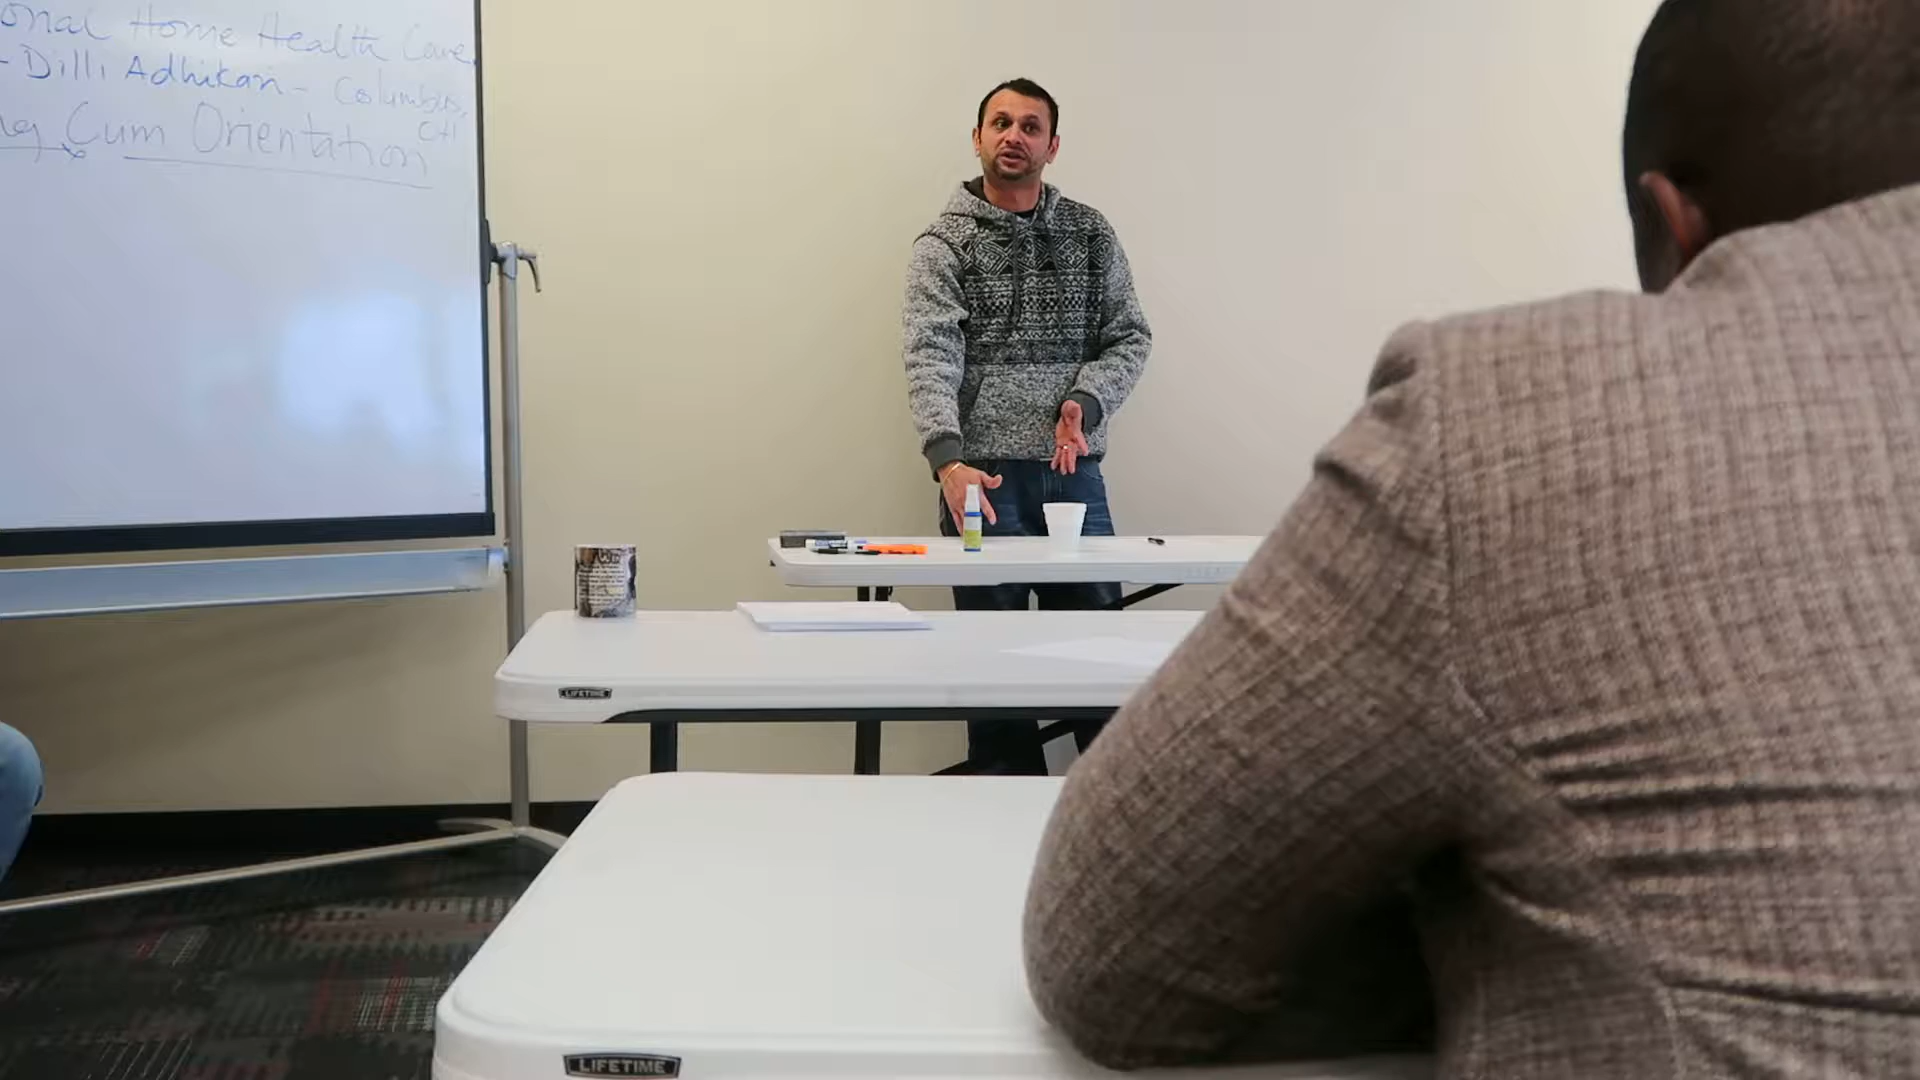 onal Home Health Care
- Dilli Adhikari - Columbus,
OH
Cum Orientation
LIFETIME
LIFETIME